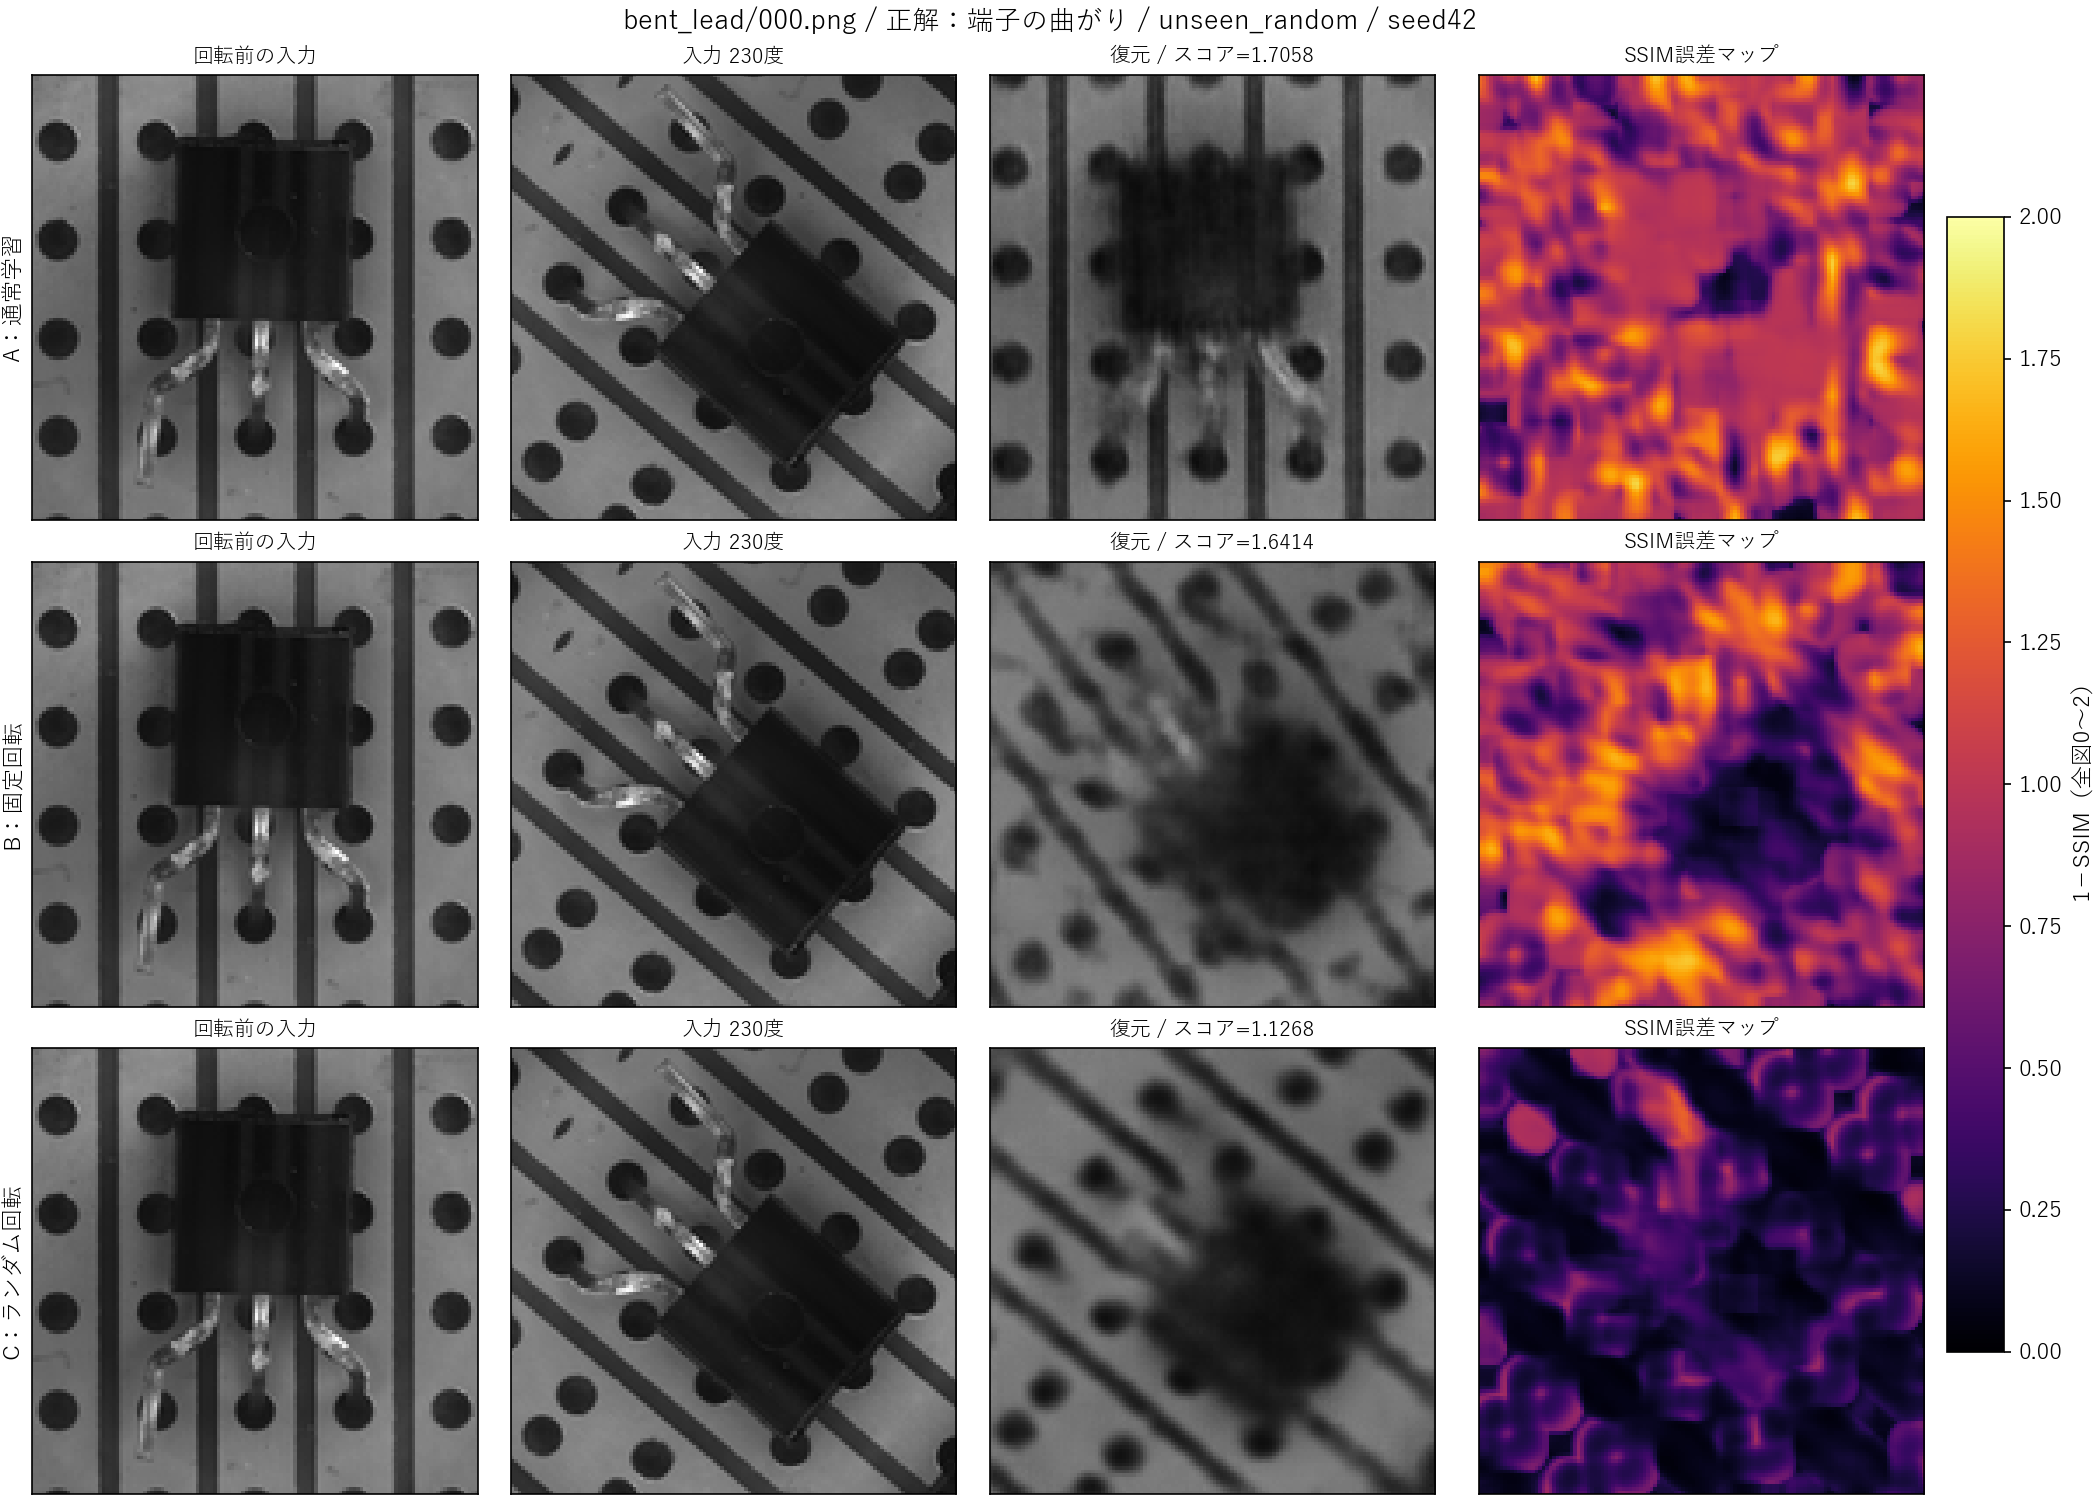 bent_lead/000.png / 正解：端子の曲がり / unseen_random / seed42
回転前の入力
入力 230度
復元 / スコア=1.7058
SSIM誤差マップ
A：通常学習
回転前の入力
入力 230度
復元 / スコア=1.6414
SSIM誤差マップ
B：固定回転
回転前の入力
入力 230度
復元 / スコア=1.1268
SSIM誤差マップ
C：ランダム回転
2.00
1.75
1.50
1.25
1.00
0.75
0.50
0.25
0.00
1－SSIM（全図0～2）